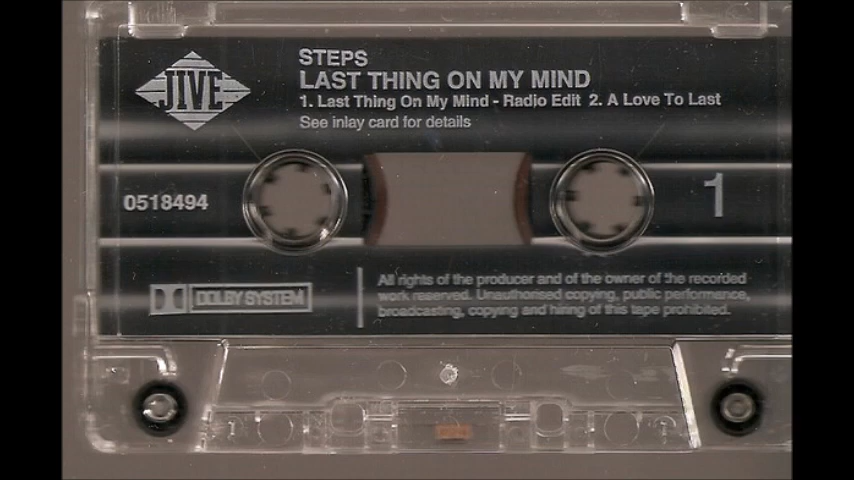 JIVE
STEPS
LAST THING ON MY MIND
1. Last Thing On My Mind - Radio Edit 2. A Love To Last
See inlay card for details
0518494
1
DOLBY SYSTEM
All rights of the producer and of the owner of the recorded
work reserved. Unauthorised copying, public performance,
broadcasting, copying and hiring of this tape prohibited.
1